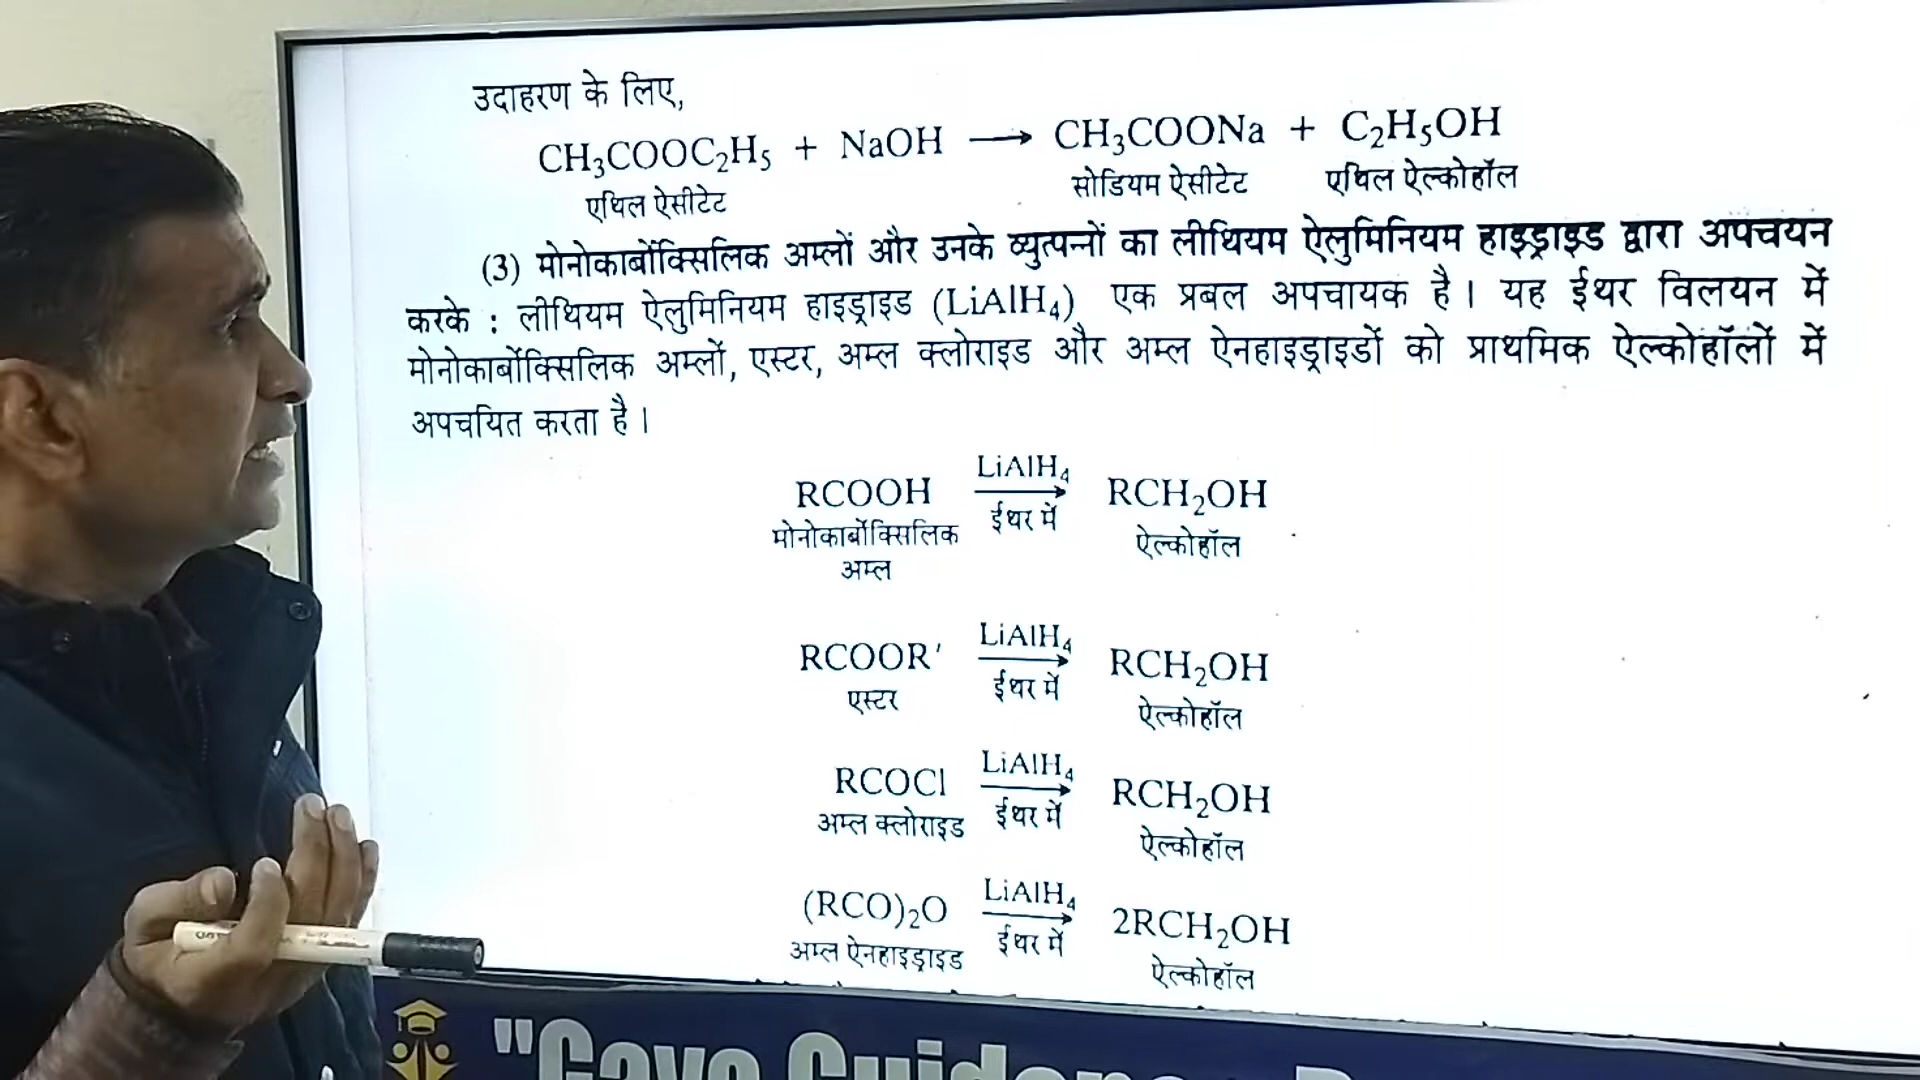 उदाहरण के लिए,
CH₃COOC₂H₅ + NaOH ⟶ CH₃COONa + C₂H₅OH
एथिल ऐसीटेट सोडियम ऐसीटेट एथिल ऐल्कोहॉल
(3) मोनोकार्बोक्सिलिक अम्लों और उनके व्युत्पन्नों का लीथियम ऐलुमिनियम हाइड्राइड द्वारा अपचयन
करके : लीथियम ऐलुमिनियम हाइड्राइड (LiAlH₄) एक प्रबल अपचायक है। यह ईथर विलयन में
मोनोकार्बोक्सिलिक अम्लों, एस्टर, अम्ल क्लोराइड और अम्ल ऐनहाइड्राइडों को प्राथमिक ऐल्कोहॉलों में
अपचयित करता है।
LiAlH₄
RCOOH ⟶ RCH₂OH
मोनोकार्बोक्सिलिक ईथर में ऐल्कोहॉल
अम्ल
LiAlH₄
RCOOR′ ⟶ RCH₂OH
एस्टर ईथर में ऐल्कोहॉल
LiAlH₄
RCOCl ⟶ RCH₂OH
अम्ल क्लोराइड ईथर में ऐल्कोहॉल
LiAlH₄
(RCO)₂O ⟶ 2RCH₂OH
अम्ल ऐनहाइड्राइड ईथर में ऐल्कोहॉल